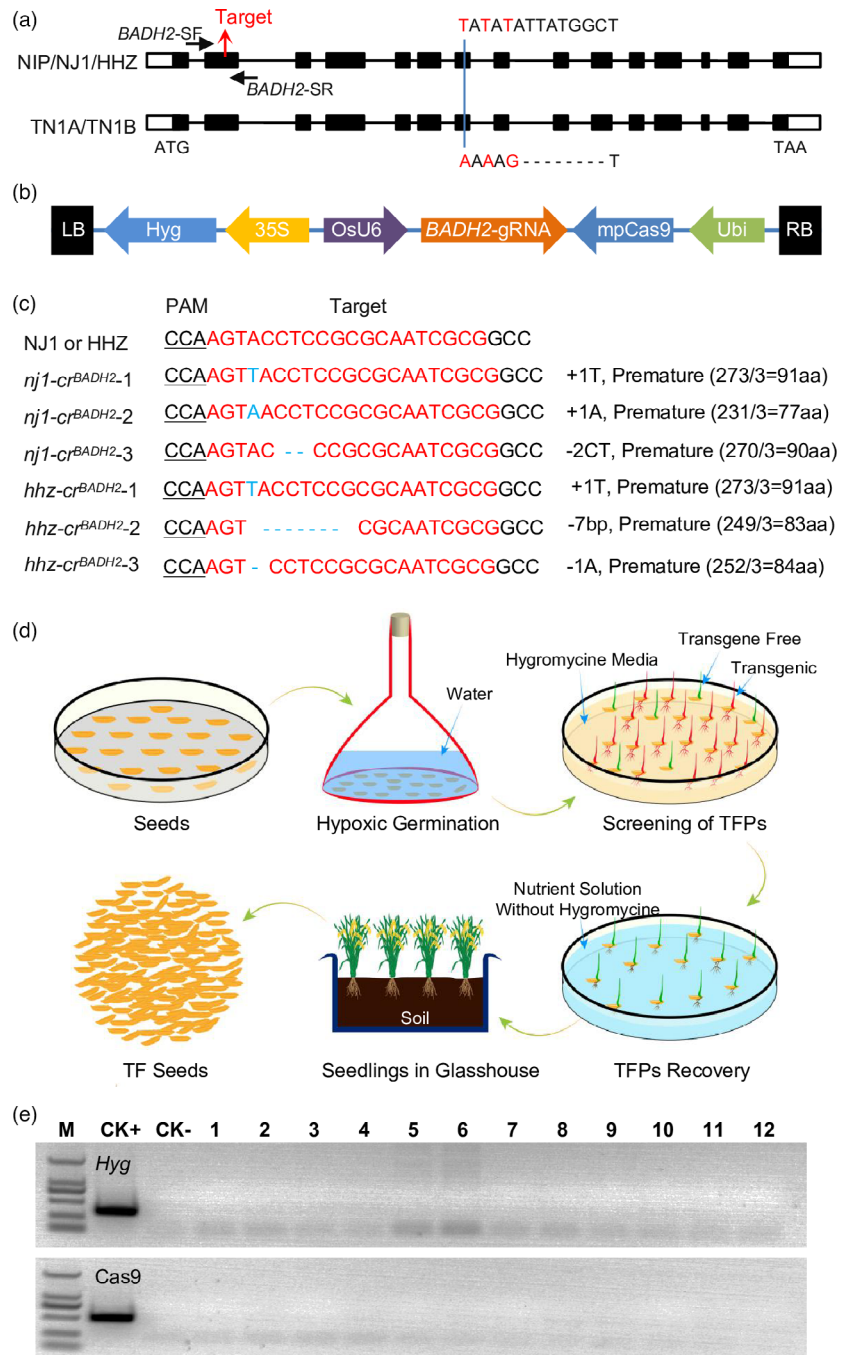 (a)
Target
TATATATTATGGCT
BADH2-SF
NIP/NJ1/HHZ
BADH2-SR
TN1A/TN1B
ATG
TAA
AAAAG - - - - - - - - T
(b)
LB Hyg 35S OsU6 BADH2-gRNA mpCas9 Ubi RB
(c)
PAM Target
NJ1 or HHZ CCAAGTACCTCCGCGCAATCGCGGCC
nj1-crBADH2-1 CCAAGTTACCTCCGCGCAATCGCGGCC +1T, Premature (273/3=91aa)
nj1-crBADH2-2 CCAAGTAACCTCCGCGCAATCGCGGCC +1A, Premature (231/3=77aa)
nj1-crBADH2-3 CCAAGTAC - - CCGCGCAATCGCGGCC -2CT, Premature (270/3=90aa)
hhz-crBADH2-1 CCAAGTTACCTCCGCGCAATCGCGGCC +1T, Premature (273/3=91aa)
hhz-crBADH2-2 CCAAGT - - - - - - - CGCAATCGCGGCC -7bp, Premature (249/3=83aa)
hhz-crBADH2-3 CCAAGT - CCTCCGCGCAATCGCGGCC -1A, Premature (252/3=84aa)
(d)
Transgene Free
Hygromycine Media
Transgenic
Water
Seeds
Hypoxic Germination
Screening of TFPs
Nutrient Solution
Without Hygromycine
Soil
TF Seeds
Seedlings in Glasshouse
TFPs Recovery
(e)
M CK+ CK- 1 2 3 4 5 6 7 8 9 10 11 12
Hyg
Cas9